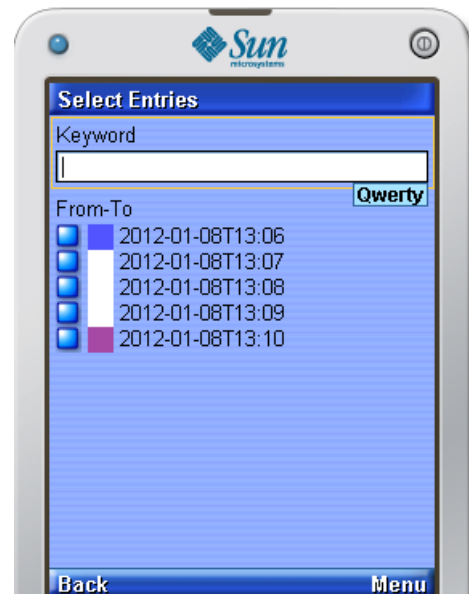 Sun
microsystems
Select Entries
Keyword
Qwerty
From-To
2012-01-08T13:06
2012-01-08T13:07
2012-01-08T13:08
2012-01-08T13:09
2012-01-08T13:10
Back Menu